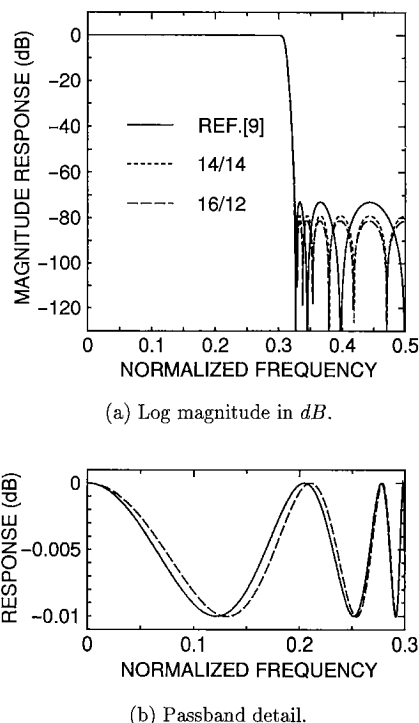 0
−20
−40
−60
−80
−100
−120
MAGNITUDE RESPONSE (dB)
REF.[9]
14/14
16/12
0 0.1 0.2 0.3 0.4 0.5
NORMALIZED FREQUENCY
(a) Log magnitude in dB.
0
−0.005
−0.01
RESPONSE (dB)
0 0.1 0.2 0.3
NORMALIZED FREQUENCY
(b) Passband detail.